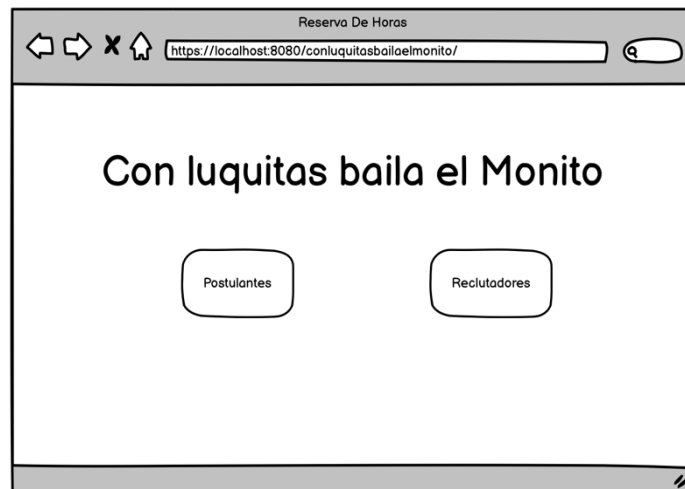 Reserva De Horas
https://localhost:8080/conluquitasbailaelmonito/
Con luquitas baila el Monito
Postulantes
Reclutadores